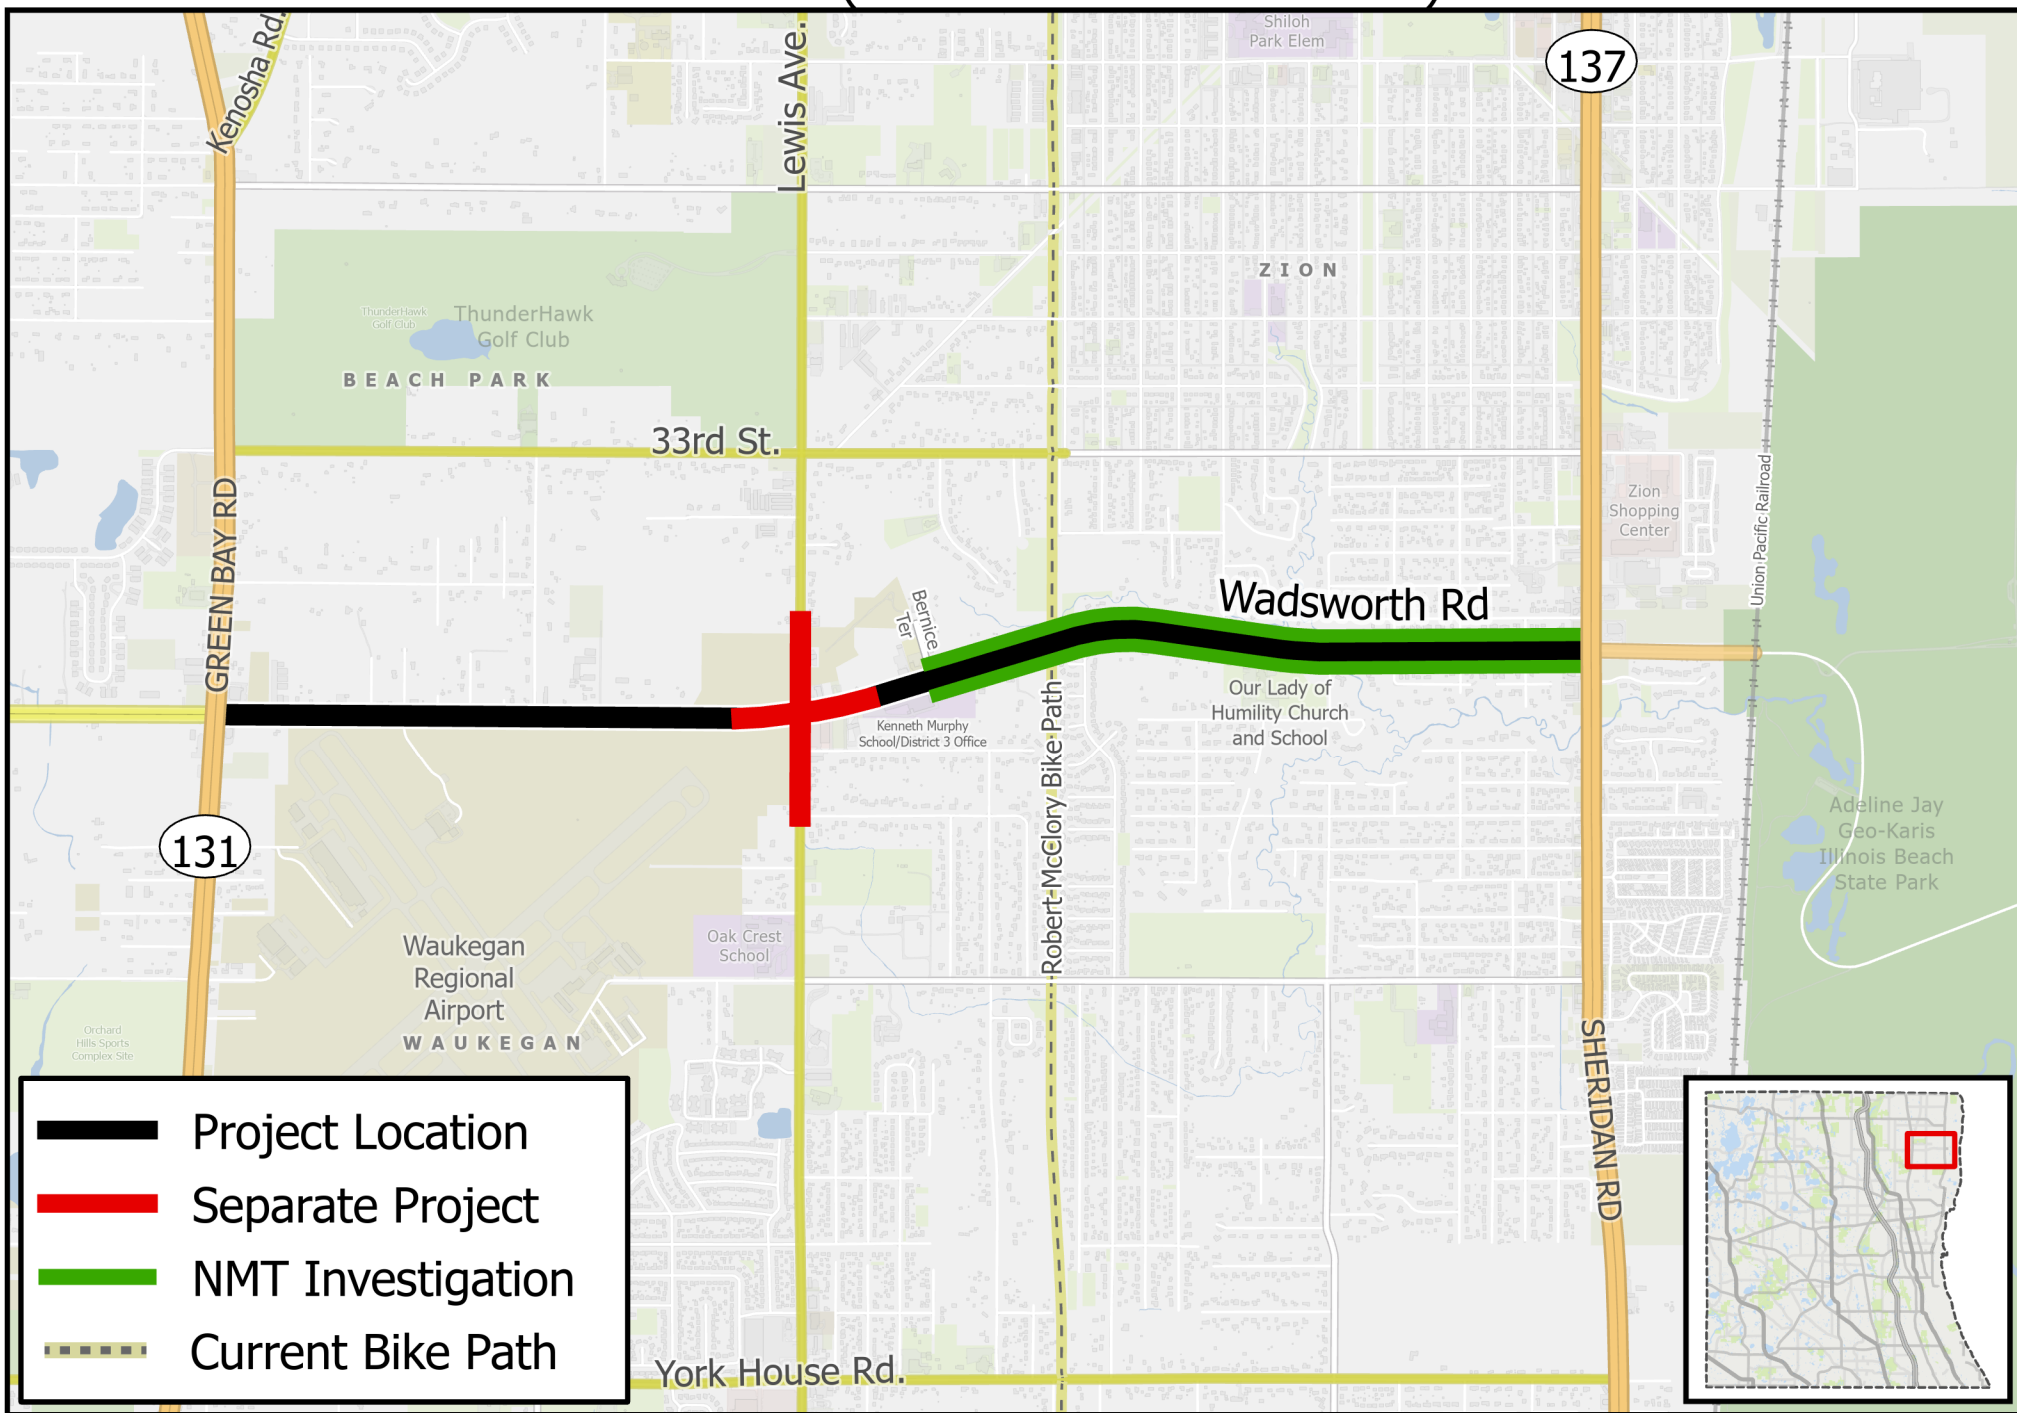 Shiloh
Park Elem
137
Kenosha Rd.
Lewis Ave.
ZION
ThunderHawk
Golf Club
ThunderHawk
Golf Club
BEACH PARK
33rd St.
GREEN BAY RD
Zion
Shopping
Center
Union Pacific Railroad
Bernice
Ter
Wadsworth Rd
Our Lady of
Humility Church
and School
Kenneth Murphy
School/District 3 Office
Robert McClory Bike Path
131
Adeline Jay
Geo-Karis
Illinois Beach
State Park
Oak Crest
School
Waukegan
Regional
Airport
WAUKEGAN
Orchard
Hills Sports
Complex Site
SHERIDAN RD
Project Location
Separate Project
NMT Investigation
Current Bike Path
York House Rd.